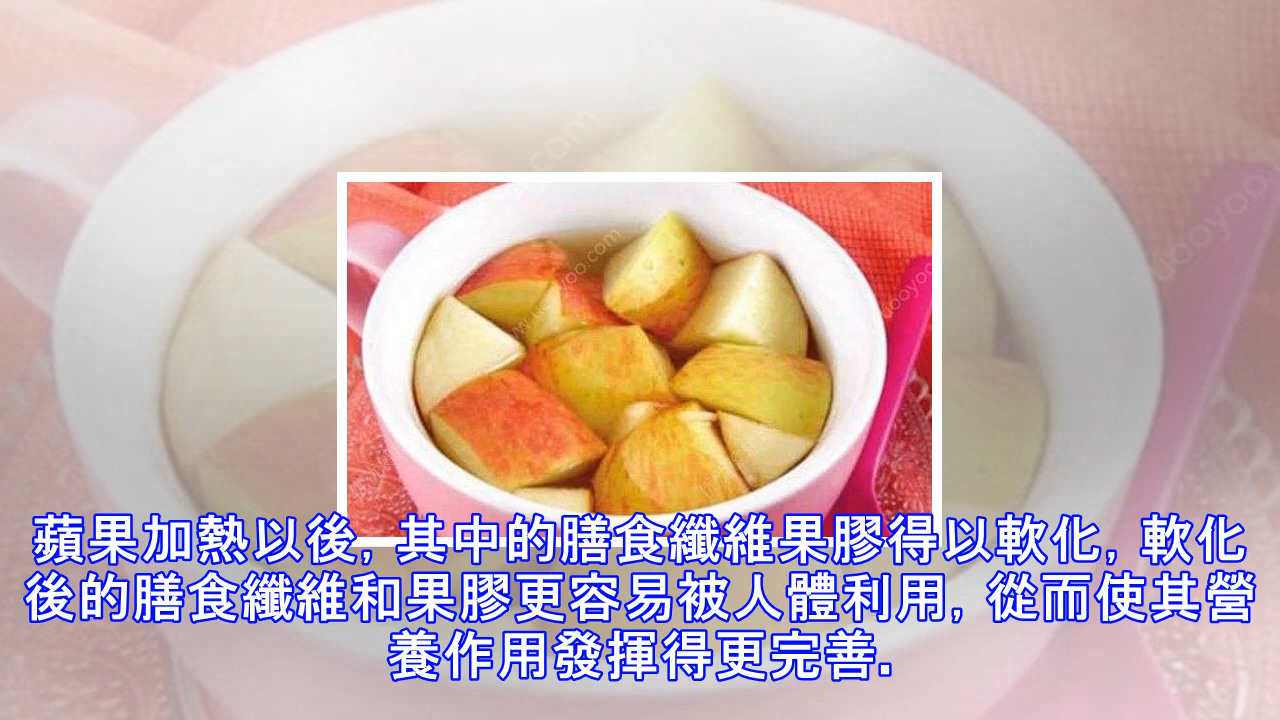 蘋果加熱以後, 其中的膳食纖維果膠得以軟化, 軟化
後的膳食纖維和果膠更容易被人體利用, 從而使其營
養作用發揮得更完善.